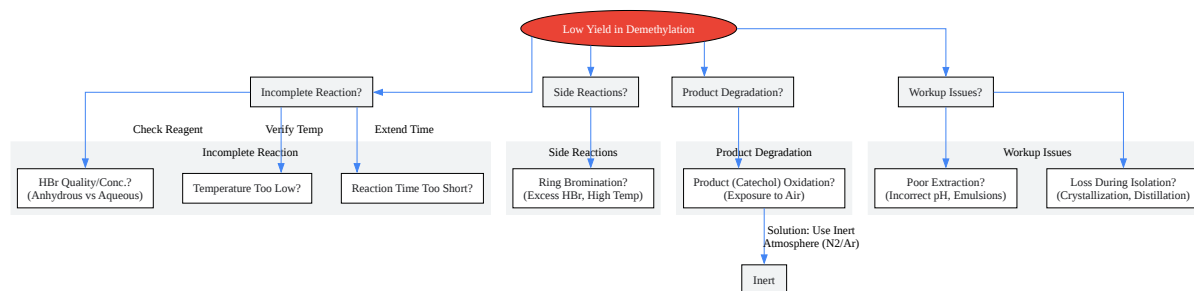 Low Yield in Demethylation
Incomplete Reaction?
Side Reactions?
Product Degradation?
Workup Issues?
Check Reagent
Verify Temp
Extend Time
Incomplete Reaction
Side Reactions
Product Degradation
Workup Issues
HBr Quality/Conc.?
(Anhydrous vs Aqueous)
Temperature Too Low?
Reaction Time Too Short?
Ring Bromination?
(Excess HBr, High Temp)
Product (Catechol) Oxidation?
(Exposure to Air)
Poor Extraction?
(Incorrect pH, Emulsions)
Loss During Isolation?
(Crystallization, Distillation)
Solution: Use Inert
Atmosphere (N2/Ar)
Inert